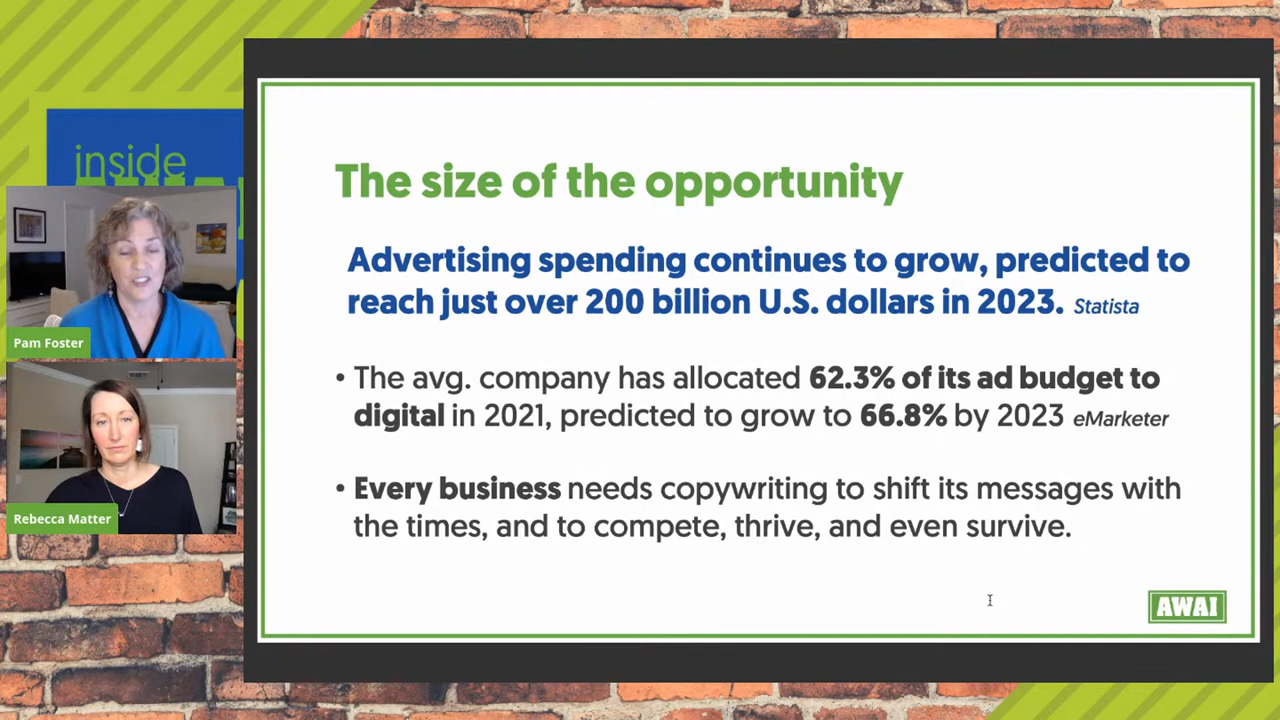 inside
Pam Foster
Rebecca Matter
The size of the opportunity
Advertising spending continues to grow, predicted to
reach just over 200 billion U.S. dollars in 2023. Statista
• The avg. company has allocated 62.3% of its ad budget to
digital in 2021, predicted to grow to 66.8% by 2023 eMarketer
• Every business needs copywriting to shift its messages with
the times, and to compete, thrive, and even survive.
AWAI